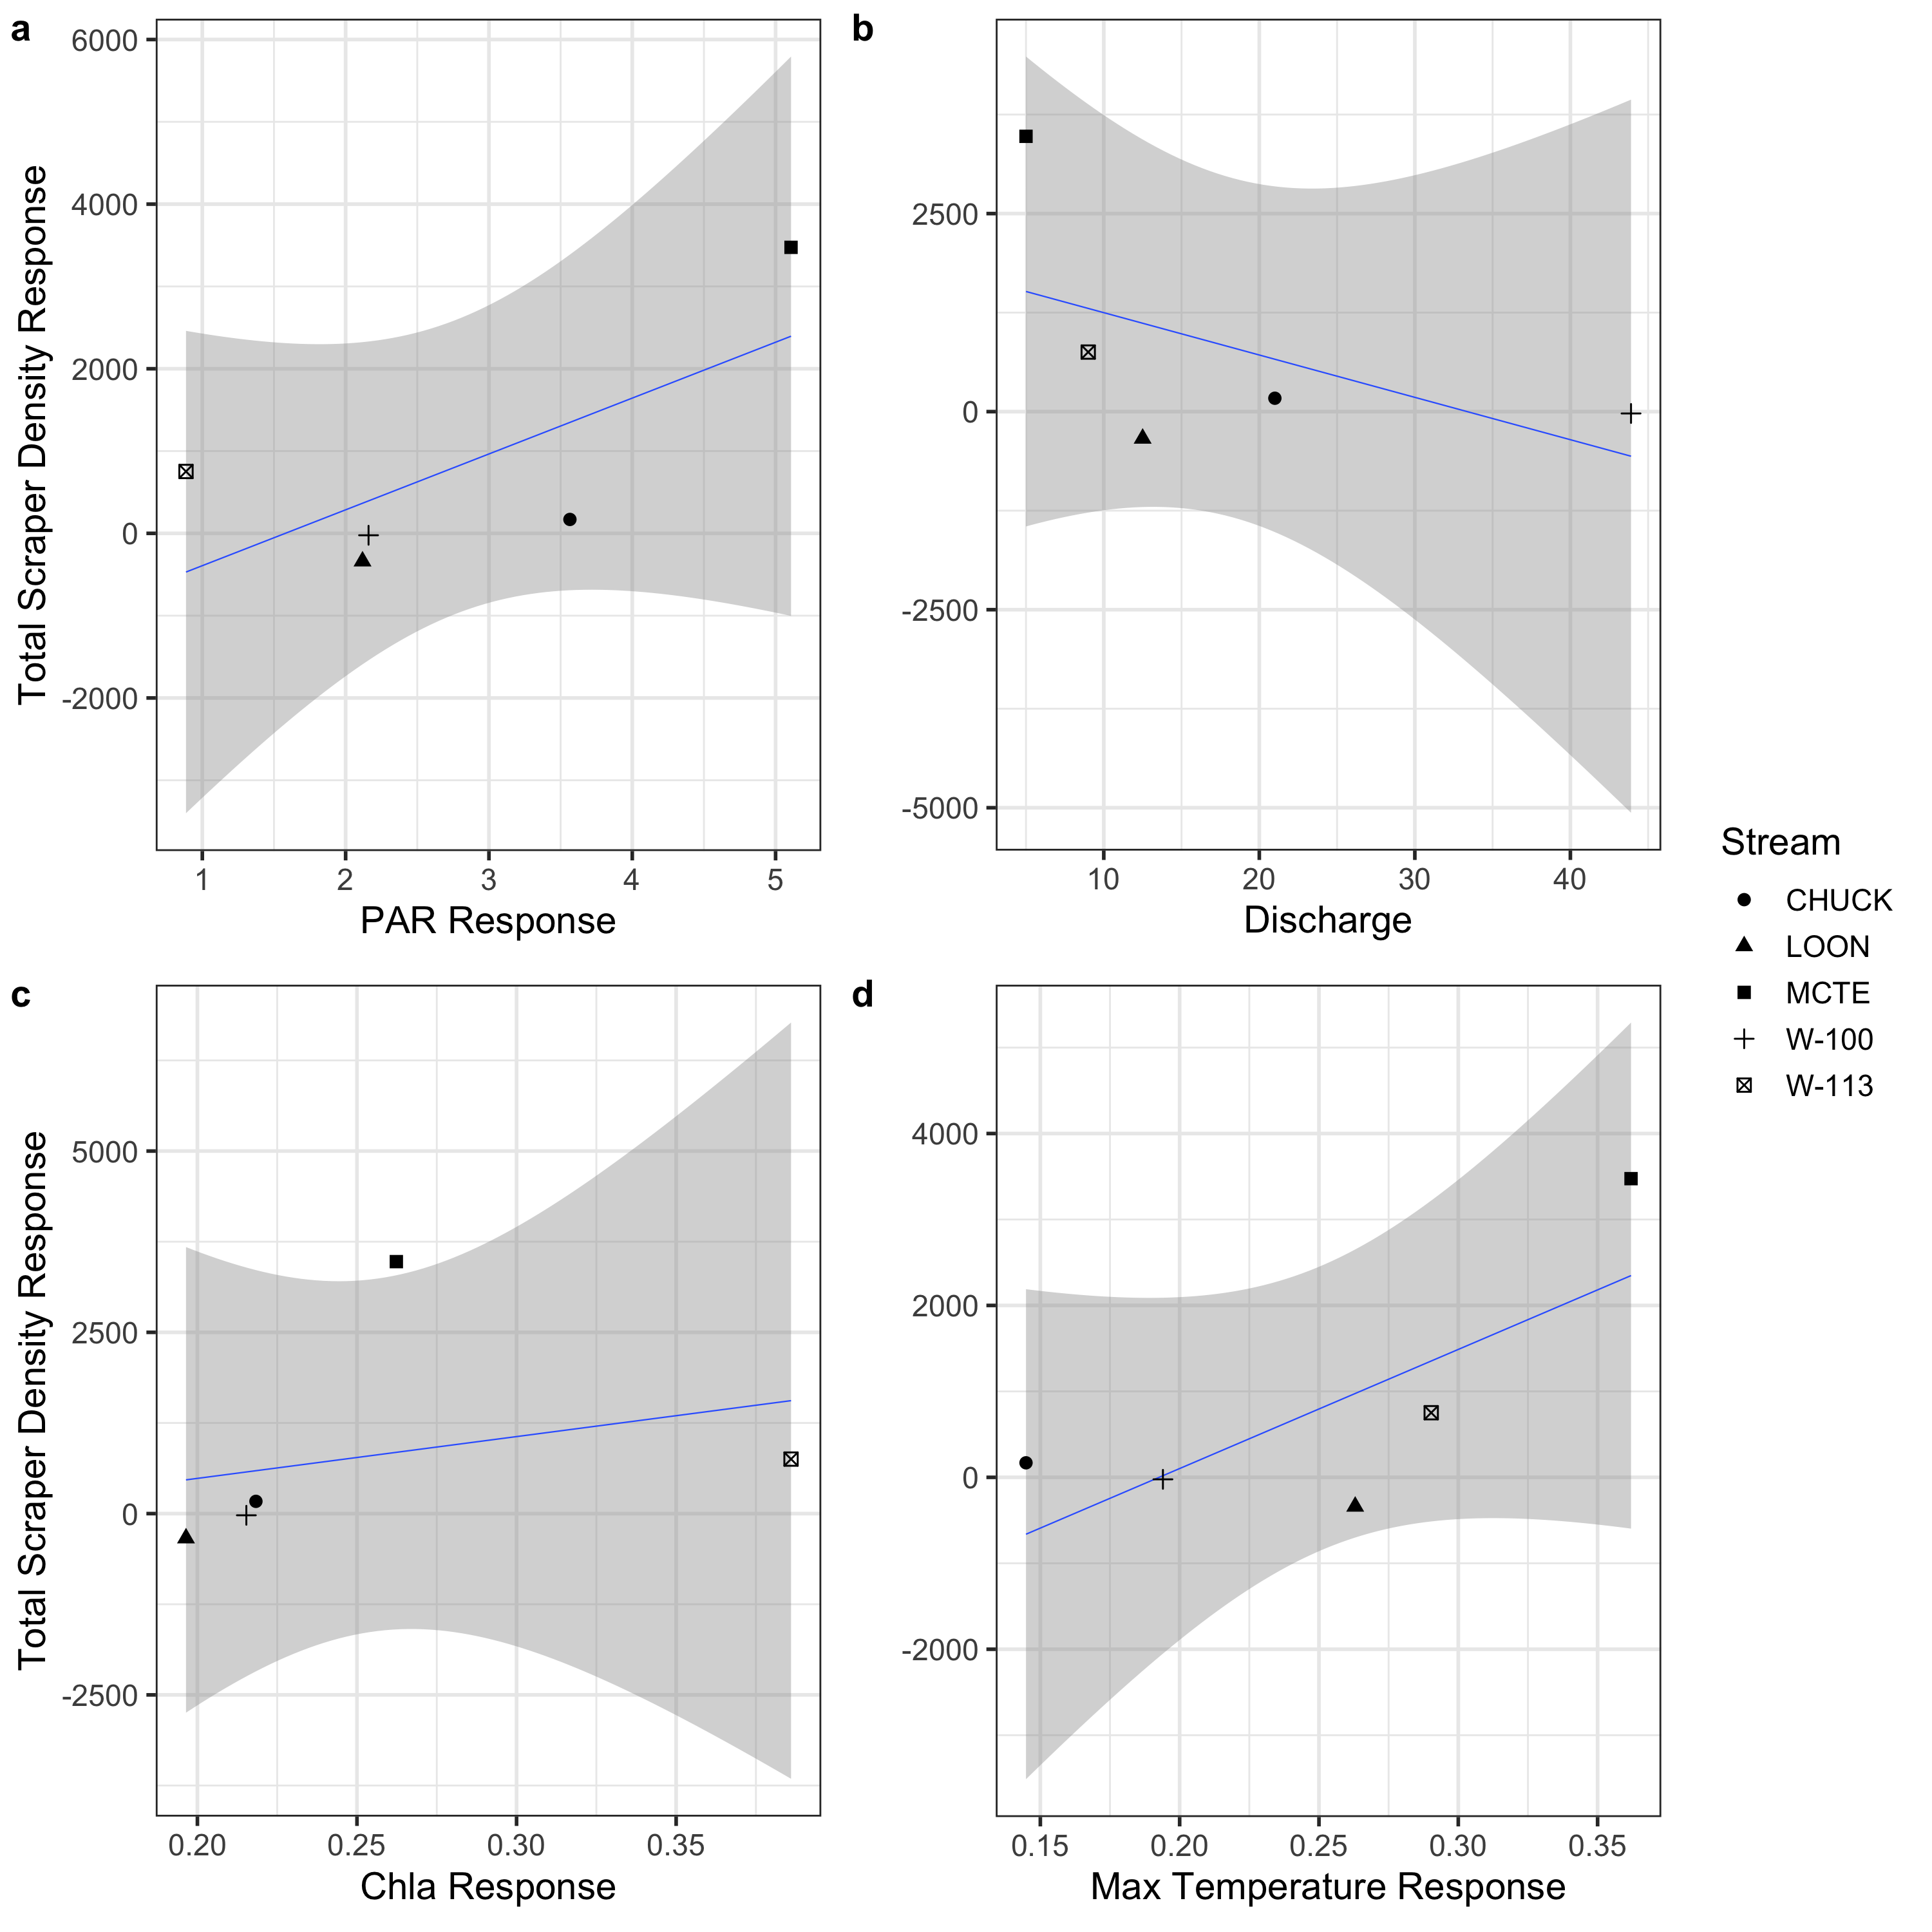 a
6000
4000
2000
0
-2000
Total Scraper Density Response
1 2 3 4 5
PAR Response
b
2500
0
-2500
-5000
10 20 30 40
Discharge
c
5000
2500
0
-2500
Total Scraper Density Response
0.20 0.25 0.30 0.35
Chla Response
d
4000
2000
0
-2000
0.15 0.20 0.25 0.30 0.35
Max Temperature Response
Stream
CHUCK
LOON
MCTE
W-100
W-113